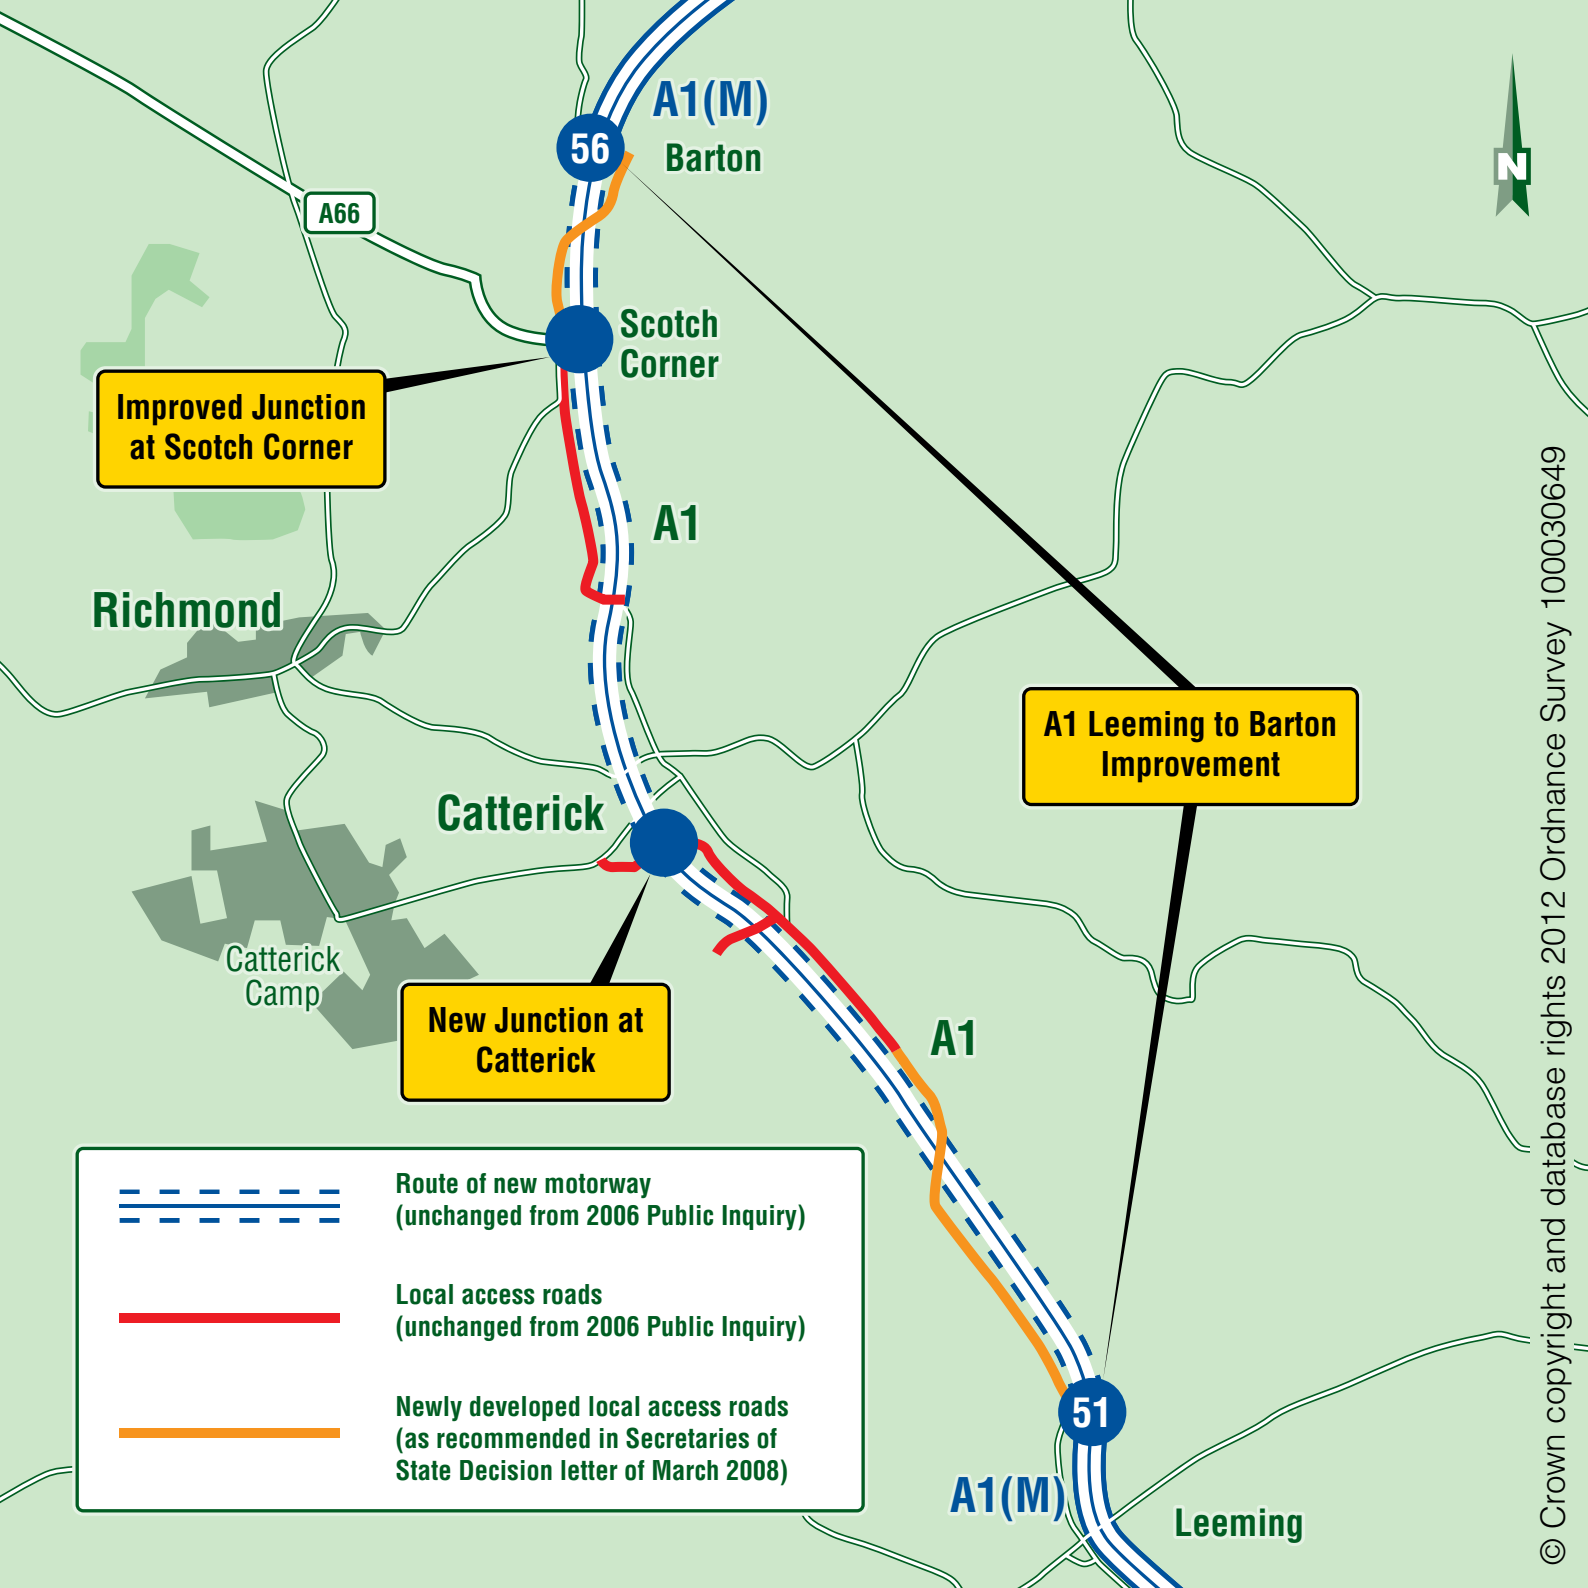 A1(M)
56
Barton
N
A66
Scotch
Corner
Improved Junction
at Scotch Corner
A1
Richmond
A1 Leeming to Barton
Improvement
Catterick
Catterick
Camp
New Junction at
Catterick
A1
Route of new motorway
(unchanged from 2006 Public Inquiry)
Local access roads
(unchanged from 2006 Public Inquiry)
Newly developed local access roads
(as recommended in Secretaries of
State Decision letter of March 2008)
51
A1(M)
Leeming
© Crown copyright and database rights 2012 Ordnance Survey 100030649